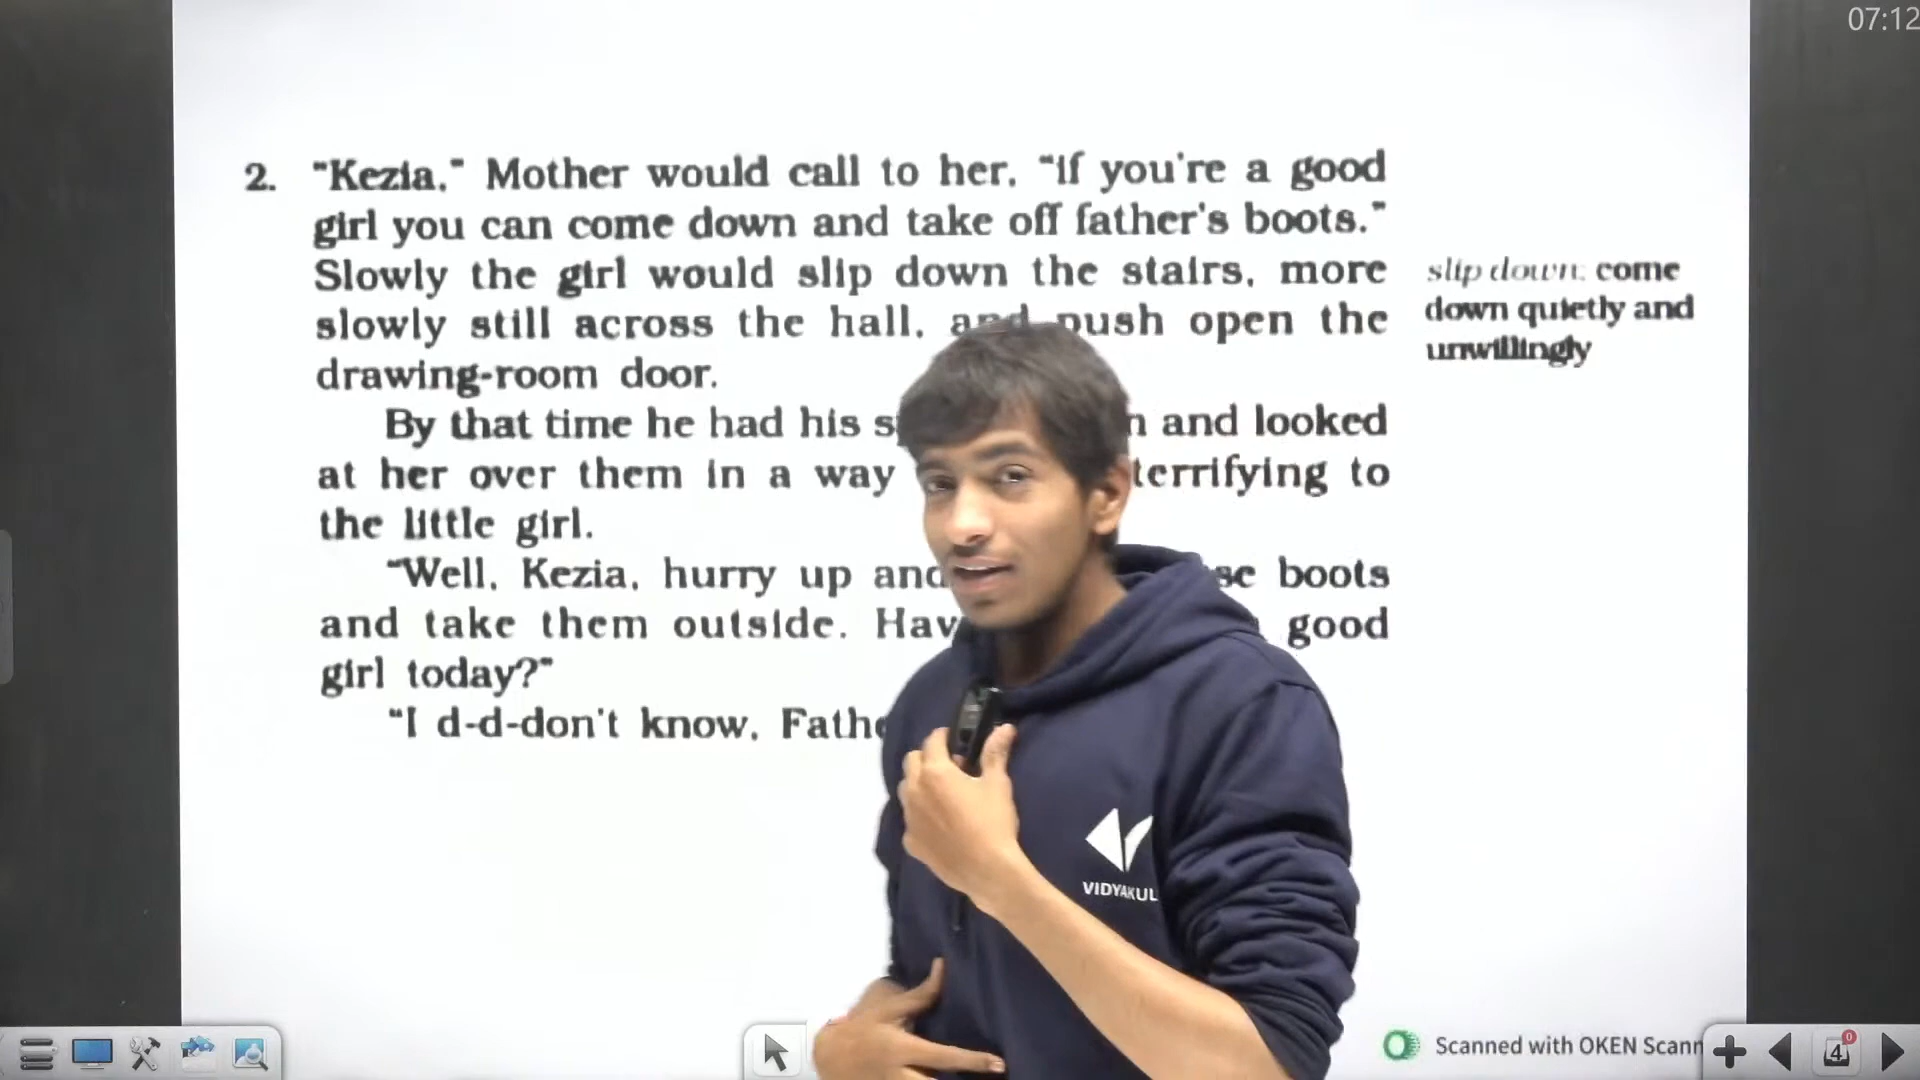 07:12
2. “Kezia,” Mother would call to her, “if you're a good
girl you can come down and take off father's boots.”
Slowly the girl would slip down the stairs, more
slowly still across the hall, and push open the
drawing-room door.
slip down: come
down quietly and
unwillingly
By that time he had his and looked
at her over them in a way terrifying to
the little girl.
“Well, Kezia, hurry up and boots
and take them outside. good
girl today?”
“I d-d-don't know,
VIDYAKUL
Scanned with OKEN
4
0